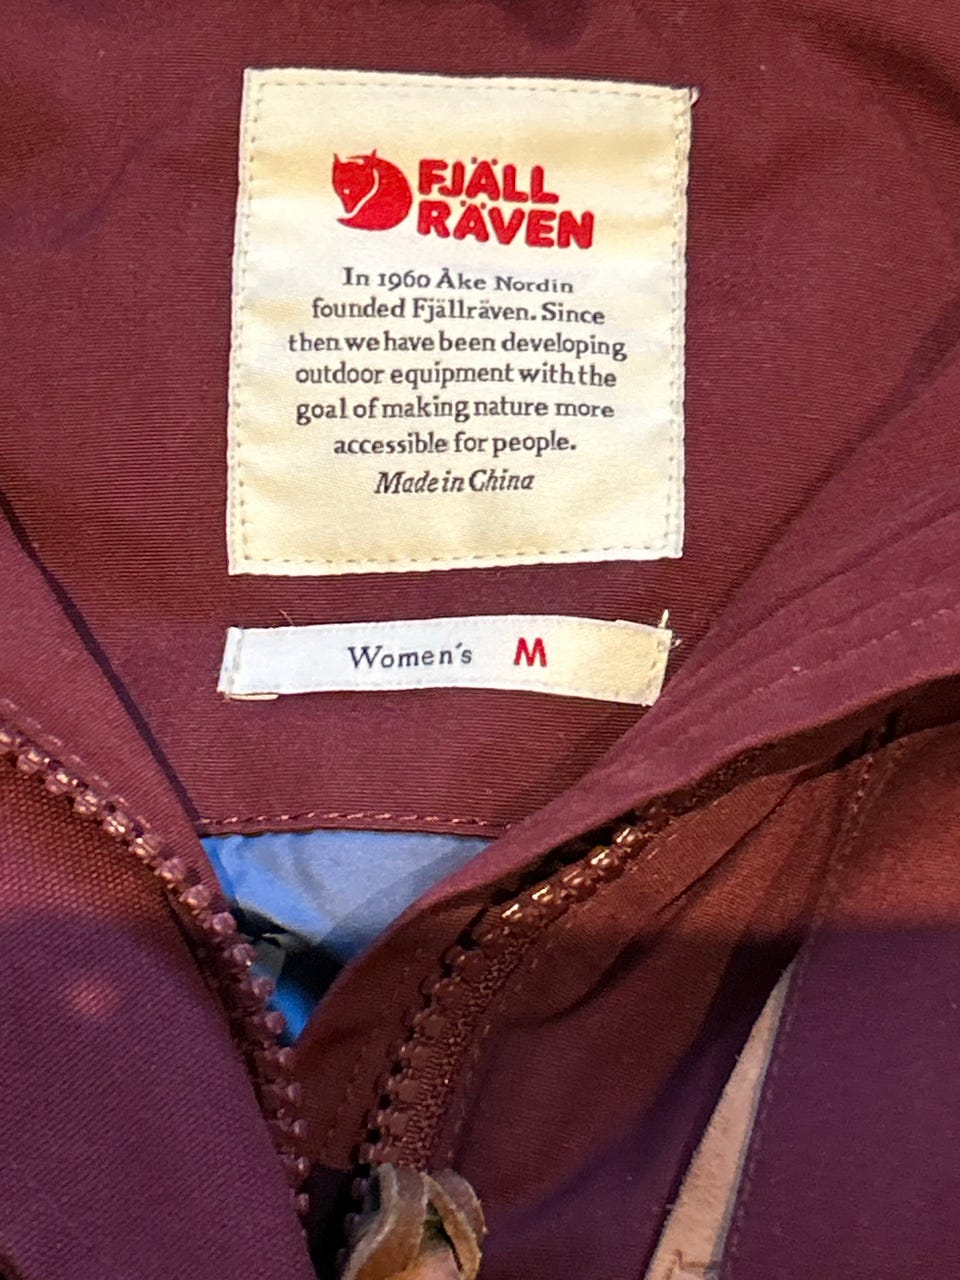 FJÄLL
RÄVEN
In 1960 Åke Nordin
founded Fjällräven. Since
then we have been developing
outdoor equipment with the
goal of making nature more
accessible for people.
Made in China
Women's M